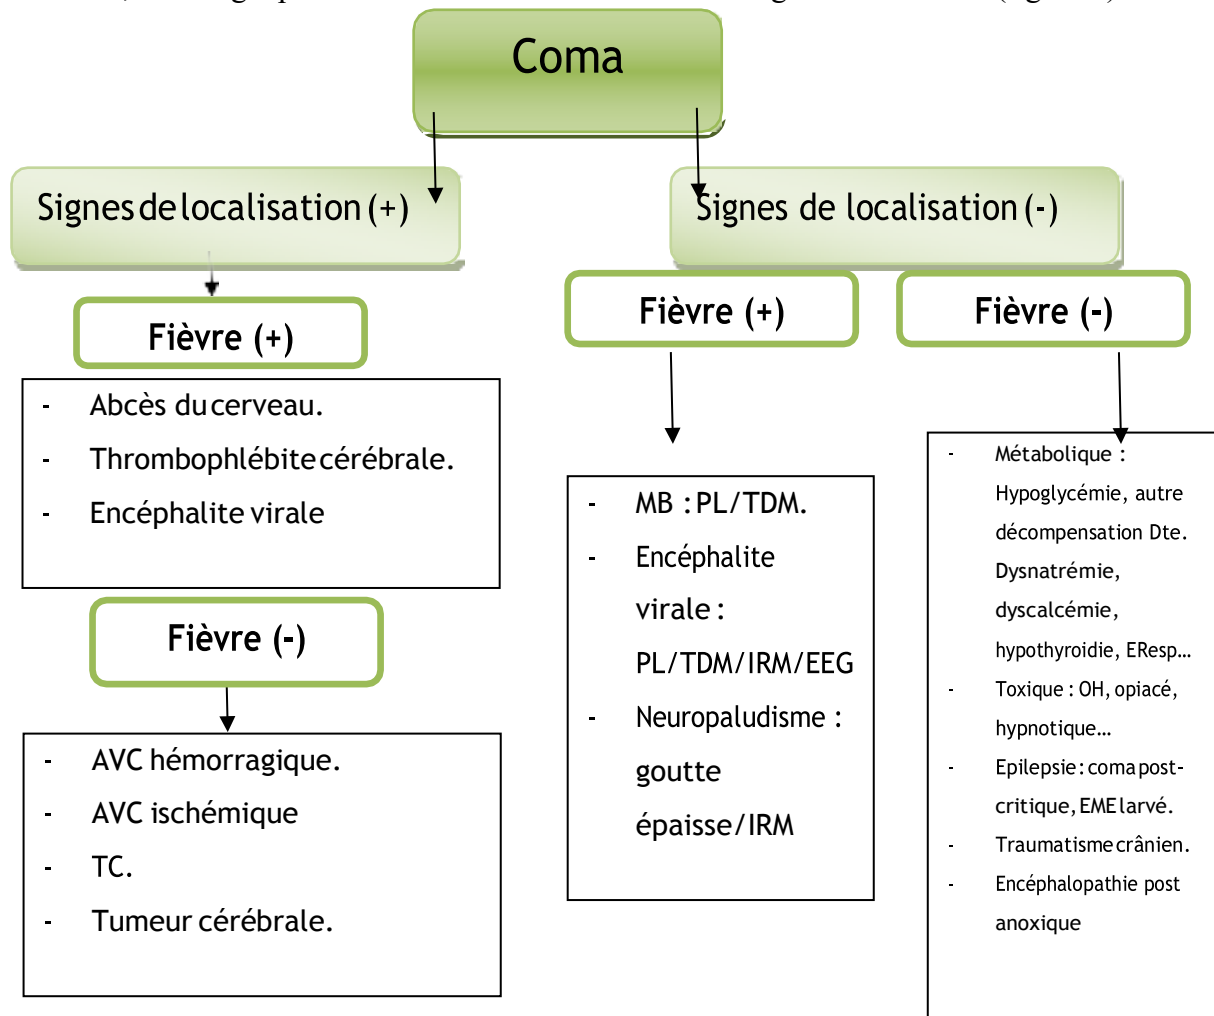 Coma
Signes de localisation (+)
Signes de localisation (-)
Fièvre (+)
- Abcès du cerveau.
- Thrombophlébite cérébrale.
- Encéphalite virale
Fièvre (-)
- AVC hémorragique.
- AVC ischémique
- TC.
- Tumeur cérébrale.
Fièvre (+)
- MB : PL/TDM.
- Encéphalite
virale :
PL/TDM/IRM/EEG
- Neuropaludisme :
goutte
épaisse/IRM
Fièvre (-)
- Métabolique :
Hypoglycémie, autre
décompensation Dte.
Dysnatrémie,
dyscalcémie,
hypothyroidie, EResp...
- Toxique : OH, opiacé,
hypnotique...
- Epilepsie : coma post-
critique, EME larvé.
- Traumatisme crânien.
- Encéphalopathie post
anoxique